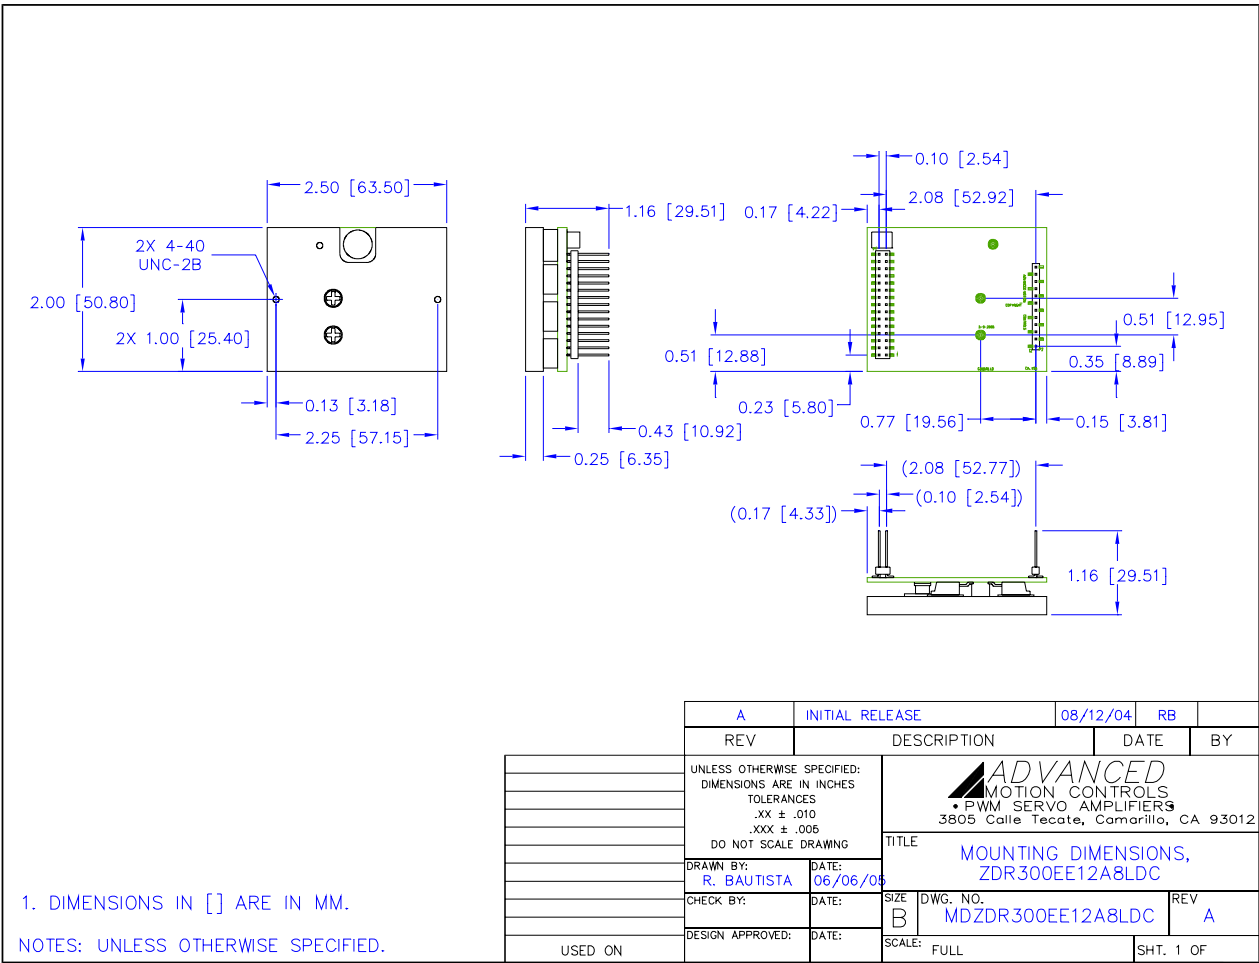 0.10 [2.54]
2.50 [63.50]
2.08 [52.92]
1.16 [29.51]
0.17 [4.22]
2X 4-40
UNC-2B
2.00 [50.80]
2X 1.00 [25.40]
0.51 [12.95]
0.51 [12.88]
0.35 [8.89]
0.13 [3.18]
0.23 [5.80]
2.25 [57.15]
0.43 [10.92]
0.77 [19.56]
0.15 [3.81]
0.25 [6.35]
(2.08 [52.77])
(0.10 [2.54])
(0.17 [4.33])
1.16 [29.51]
A INITIAL RELEASE 08/12/04 RB
REV DESCRIPTION DATE BY
UNLESS OTHERWISE SPECIFIED:
DIMENSIONS ARE IN INCHES
TOLERANCES
.XX ± .010
.XXX ± .005
DO NOT SCALE DRAWING
ADVANCED
MOTION CONTROLS
• PWM SERVO AMPLIFIERS
3805 Calle Tecate, Camarillo, CA 93012
TITLE
MOUNTING DIMENSIONS,
ZDR300EE12A8LDC
DRAWN BY:
R. BAUTISTA
DATE:
06/06/05
CHECK BY:
DATE:
SIZE
B
DWG. NO.
MDZDR300EE12A8LDC
REV
A
DESIGN APPROVED:
DATE:
SCALE: FULL
SHT. 1 OF
USED ON
1. DIMENSIONS IN [] ARE IN MM.
NOTES: UNLESS OTHERWISE SPECIFIED.